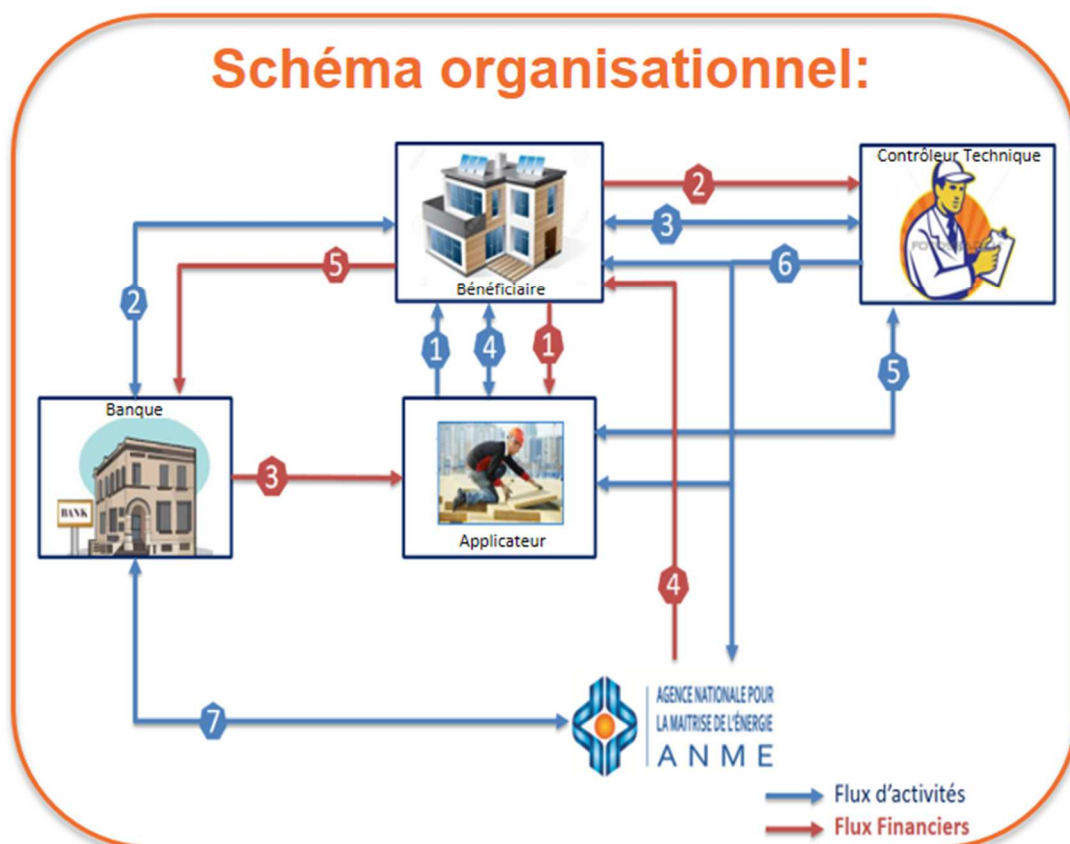 Schéma organisationnel:
Contrôleur Technique
2
3
5
6
Bénéficiaire
2
1
4
1
5
Banque
3
BANK
Applicateur
4
AGENCE NATIONALE POUR
LA MAITRISE DE L'ÉNERGIE
ANME
7
Flux d'activités
Flux Financiers